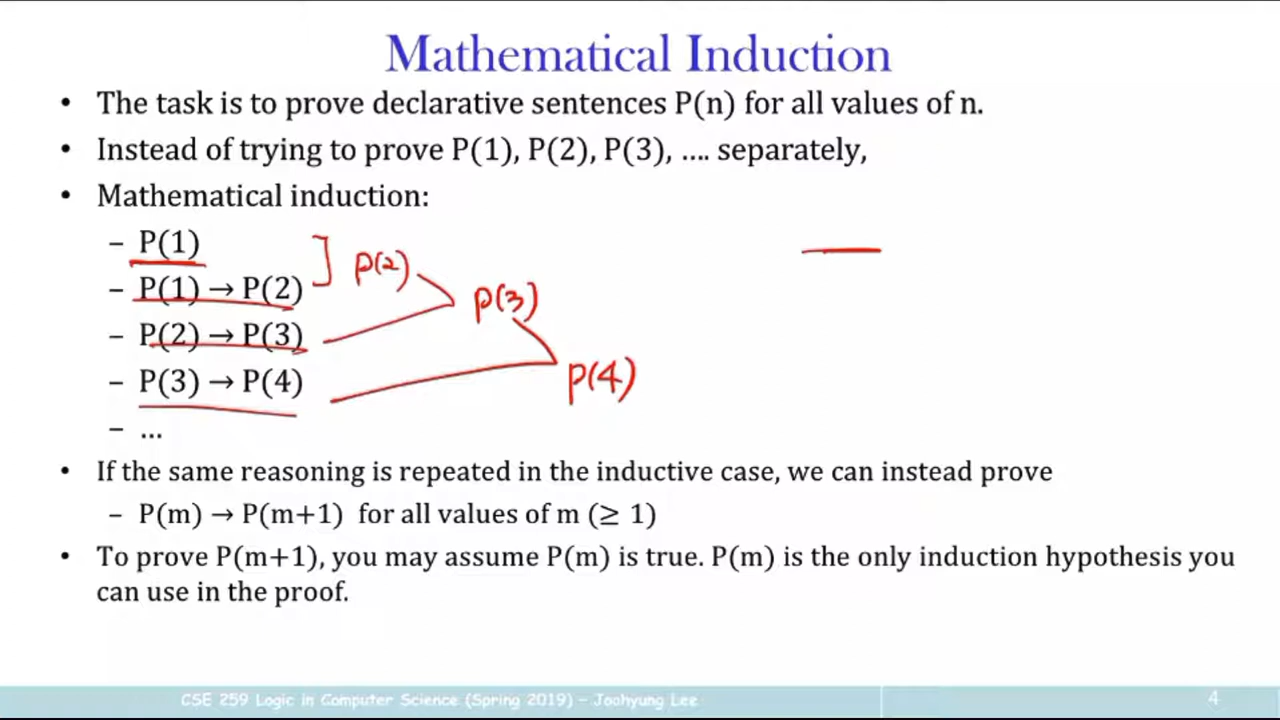 Mathematical Induction
• The task is to prove declarative sentences P(n) for all values of n.
• Instead of trying to prove P(1), P(2), P(3), .... separately,
• Mathematical induction:
– P(1)
– P(1) → P(2)
p(2)
– P(2) → P(3)
p(3)
– P(3) → P(4)
p(4)
– ...
• If the same reasoning is repeated in the inductive case, we can instead prove
– P(m) → P(m+1) for all values of m (≥ 1)
• To prove P(m+1), you may assume P(m) is true. P(m) is the only induction hypothesis you
can use in the proof.
CSE 259 Logic in Computer Science (Spring 2019) – Joohyung Lee
4